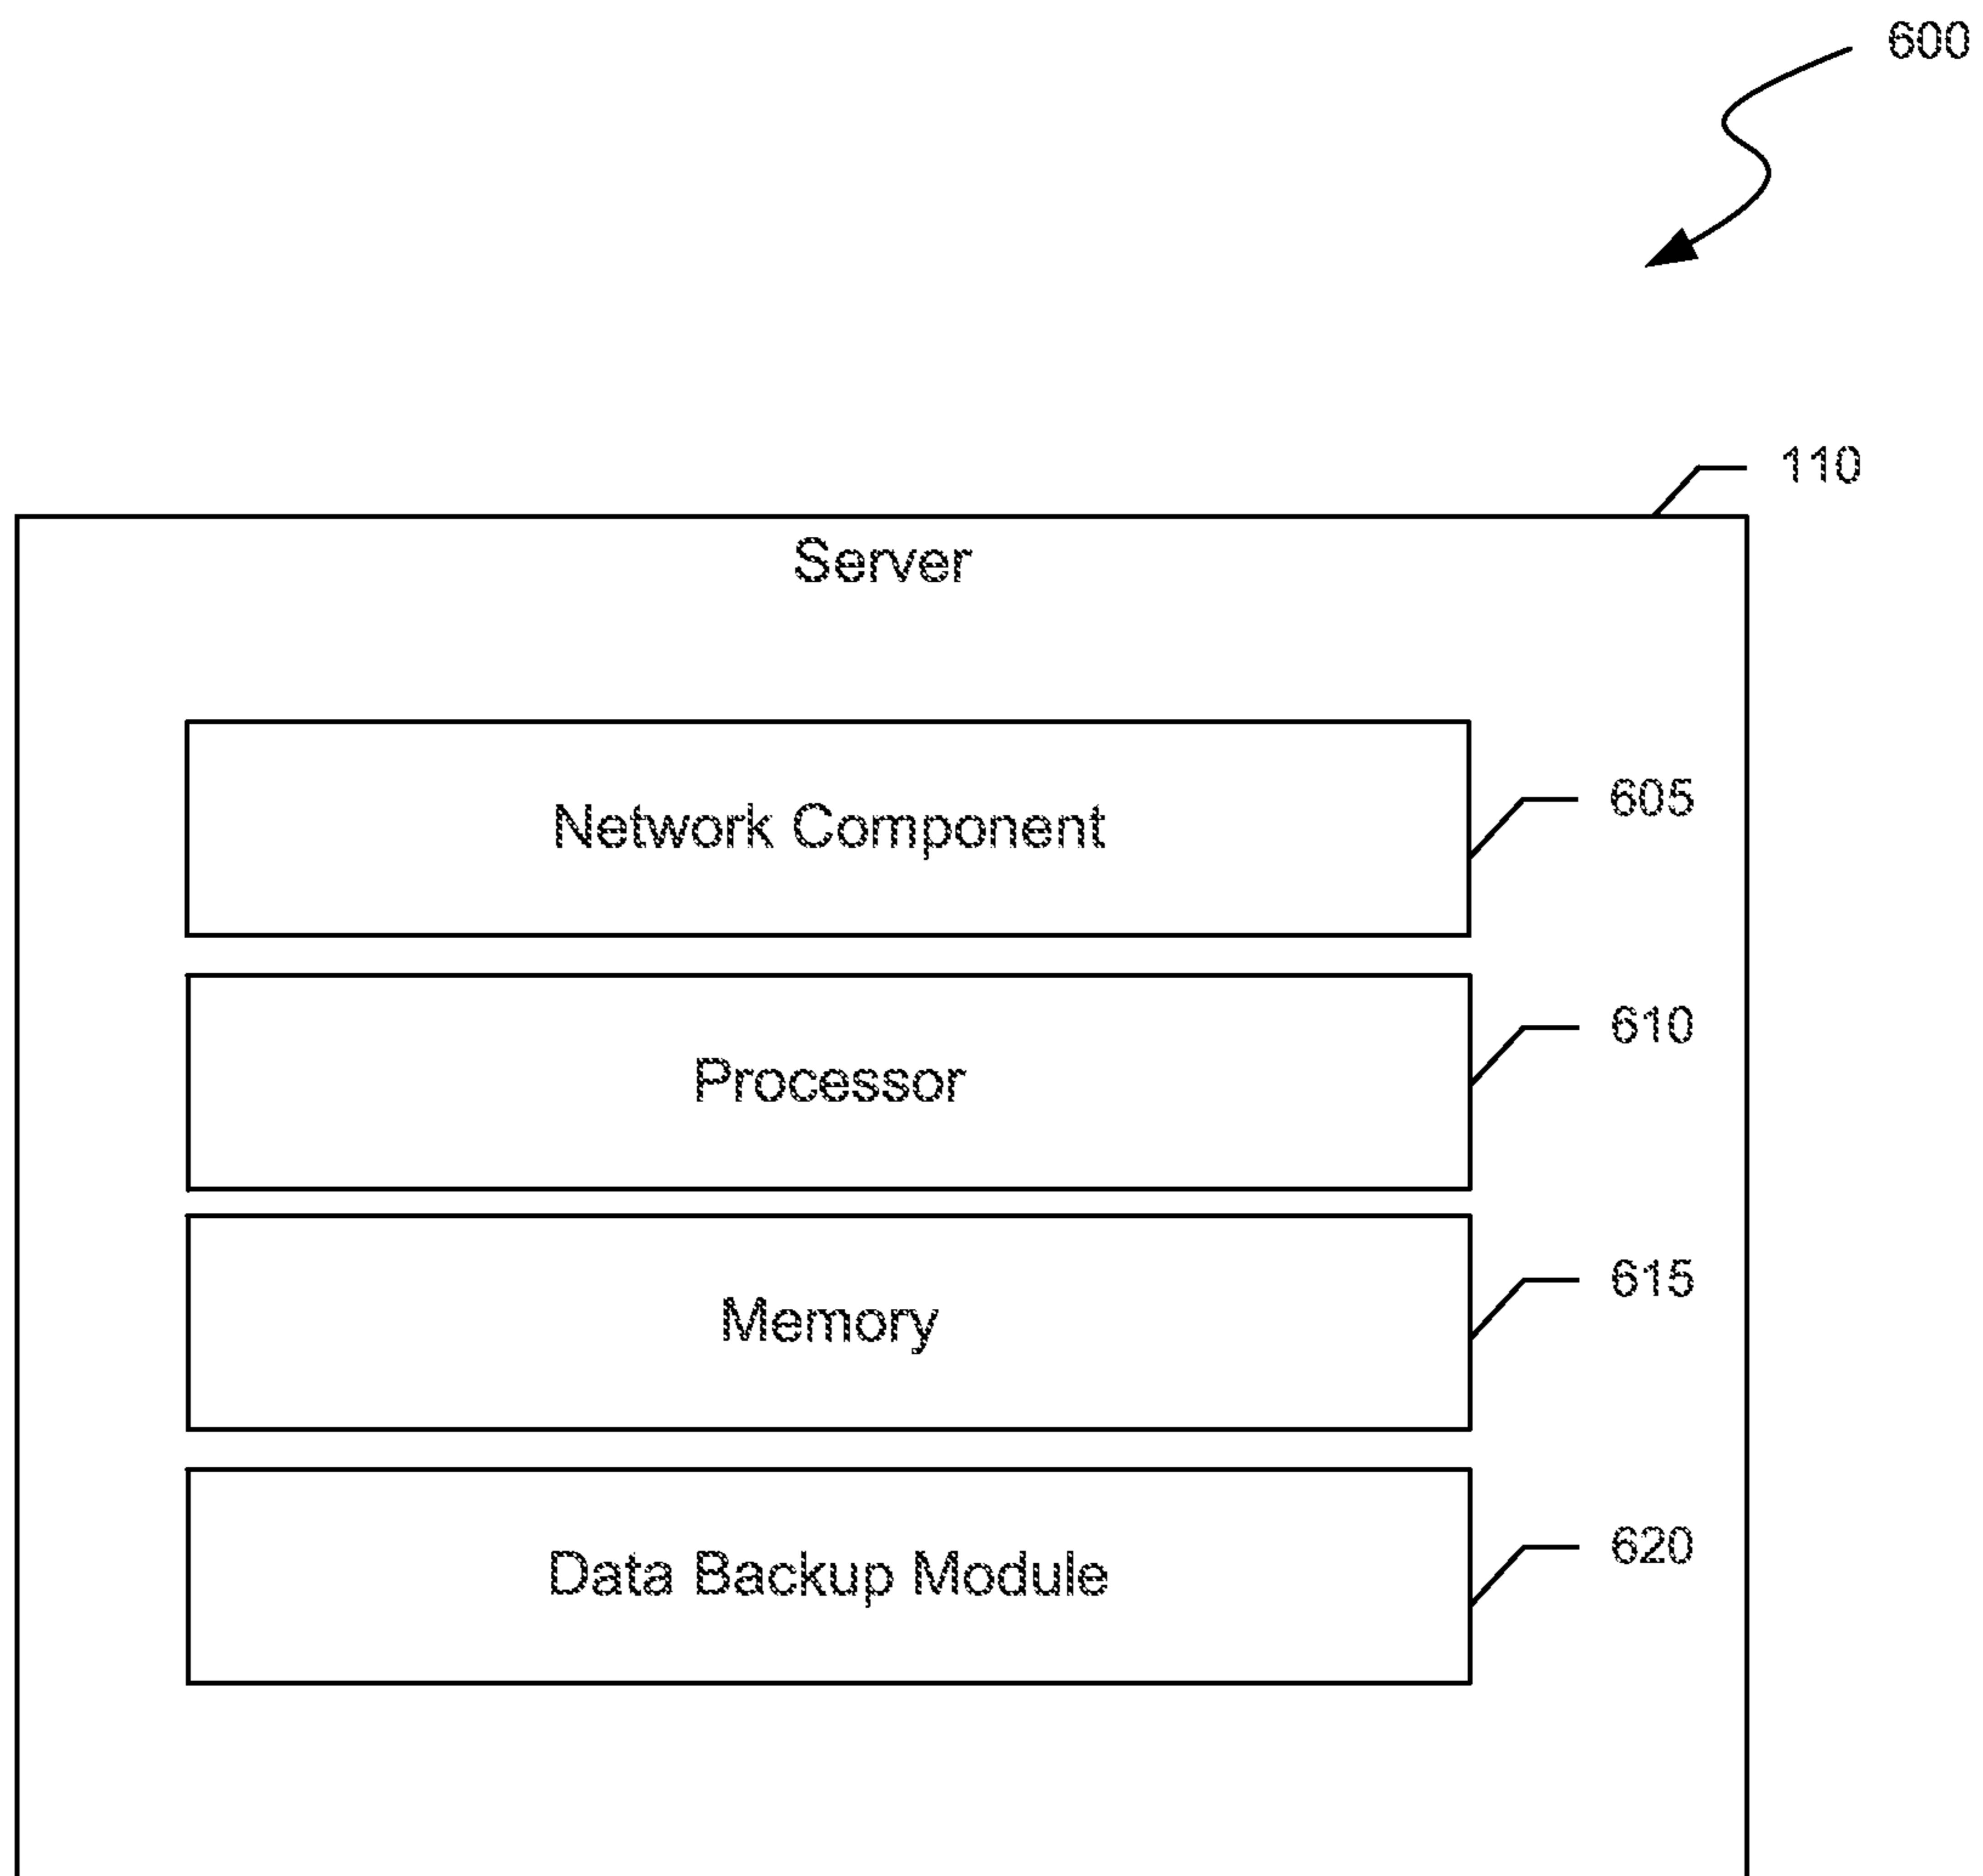 600
110
Server
Network Component
605
Processor
610
Memory
615
Data Backup Module
620